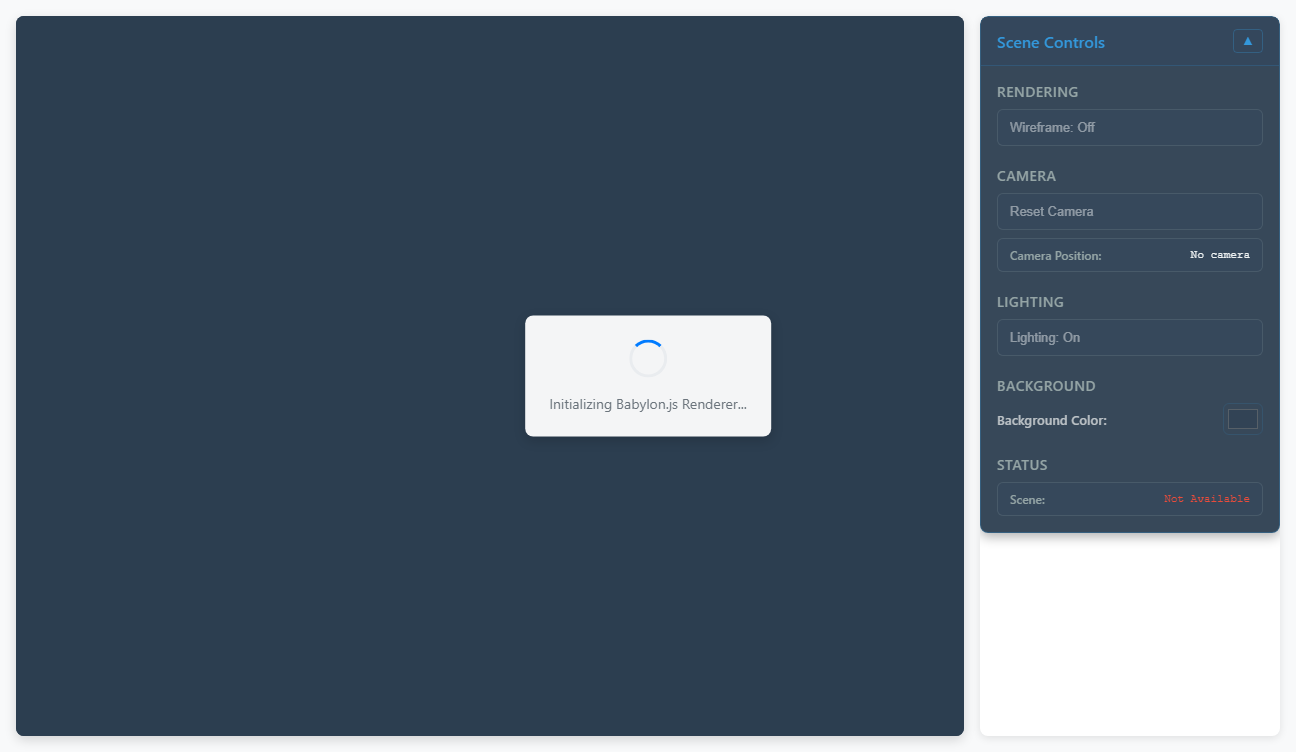 Initializing Babylon.js Renderer...
Scene Controls
▲
RENDERING
Wireframe: Off
CAMERA
Reset Camera
Camera Position: No camera
LIGHTING
Lighting: On
BACKGROUND
Background Color:
STATUS
Scene: Not Available